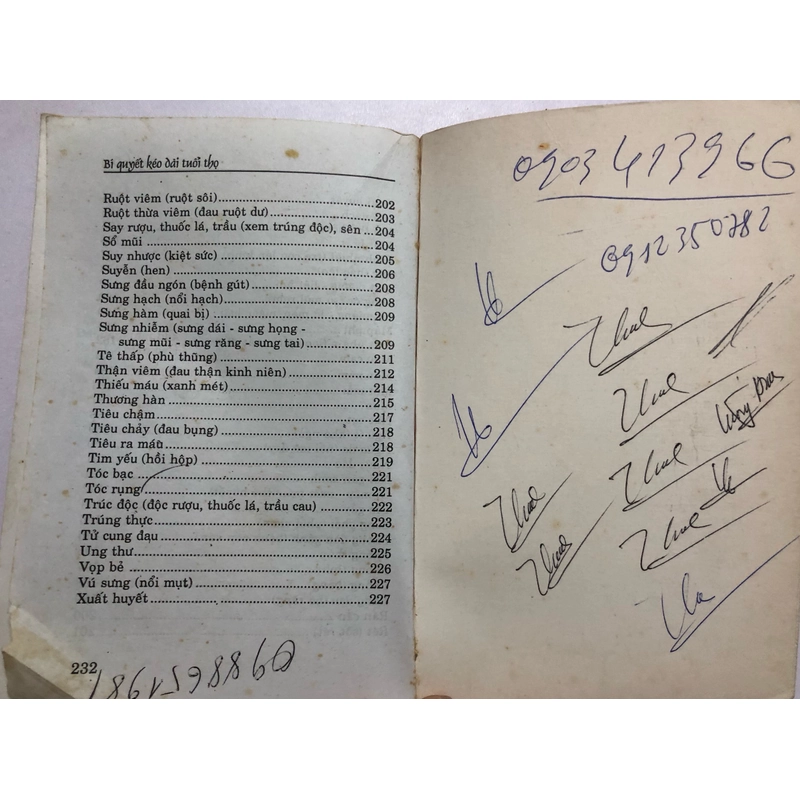 Bí quyết kéo dài tuổi thọ
Ruột viêm (ruột sôi)................................202
Ruột thừa viêm (đau ruột dư)................................203
Say rượu, thuốc lá, trầu (xem trúng độc), sên ...204
Sổ mũi................................204
Suy nhược (kiệt sức)................................205
Suyễn (hen)................................206
Sưng đầu ngón (bệnh gút)................................208
Sưng hạch (nổi hạch)................................208
Sưng hàm (quai bị)................................209
Sưng nhiễm (sưng dái - sưng họng -
sưng mũi - sưng răng - sưng tai)................................209
Tê thấp (phù thũng)................................211
Thận viêm (đau thận kinh niên)................................212
Thiếu máu (xanh mét)................................214
Thương hàn................................215
Tiêu chậm................................217
Tiêu chảy (đau bụng)................................218
Tiêu ra máu................................218
Tim yếu (hồi hộp)................................219
Tóc bạc................................221
Tóc rụng................................221
Trúc độc (độc rượu, thuốc lá, trầu cau)................................222
Trúng thực................................223
Tử cung đau................................224
Ung thư................................225
Vọp bẻ................................226
Vú sưng (nổi mụt)................................227
Xuất huyết................................227
232
0903413966
0912350782